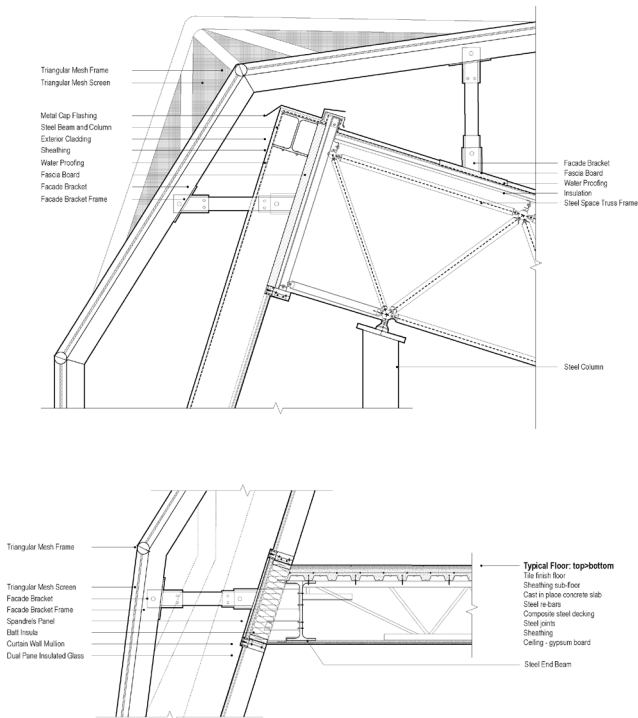 Triangular Mesh Frame
Triangular Mesh Screen
Metal Cap Flashing
Steel Beam and Column
Exterior Cladding
Sheathing
Water Proofing
Fascia Board
Facade Bracket
Facade Bracket Frame
Facade Bracket
Fascia Board
Water Proofing
Insulation
Steel Space Truss Frame
Steel Column
Triangular Mesh Frame
Triangular Mesh Screen
Facade Bracket
Facade Bracket Frame
Spandrels Panel
Batt Insula
Curtain Wall Mullion
Dual Pane Insulated Glass
Typical Floor: top>bottom
Tile finish floor
Sheathing sub-floor
Cast in place concrete slab
Steel re-bars
Composite steel decking
Steel joints
Sheathing
Ceiling - gypsum board
Steel End Beam